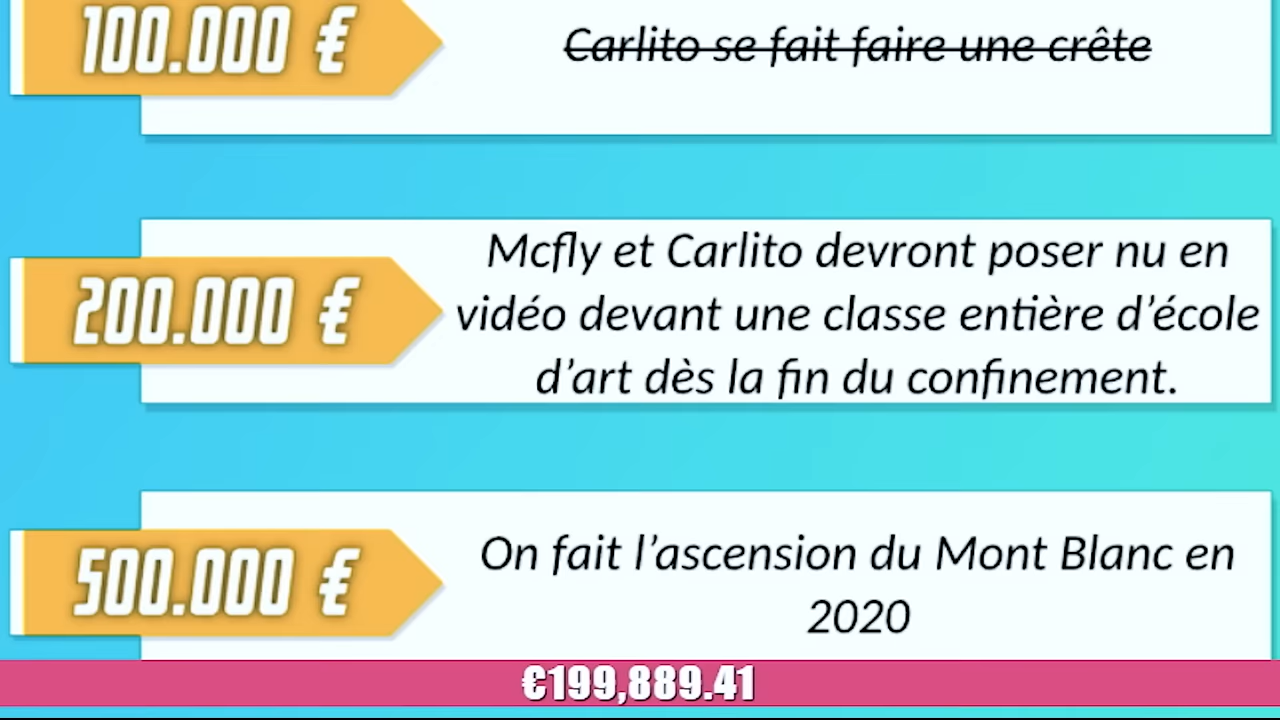 100.000 €
Carlito se fait faire une crête
200.000 €
Mcfly et Carlito devront poser nu en
vidéo devant une classe entière d'école
d'art dès la fin du confinement.
500.000 €
On fait l'ascension du Mont Blanc en
2020
€199,889.41